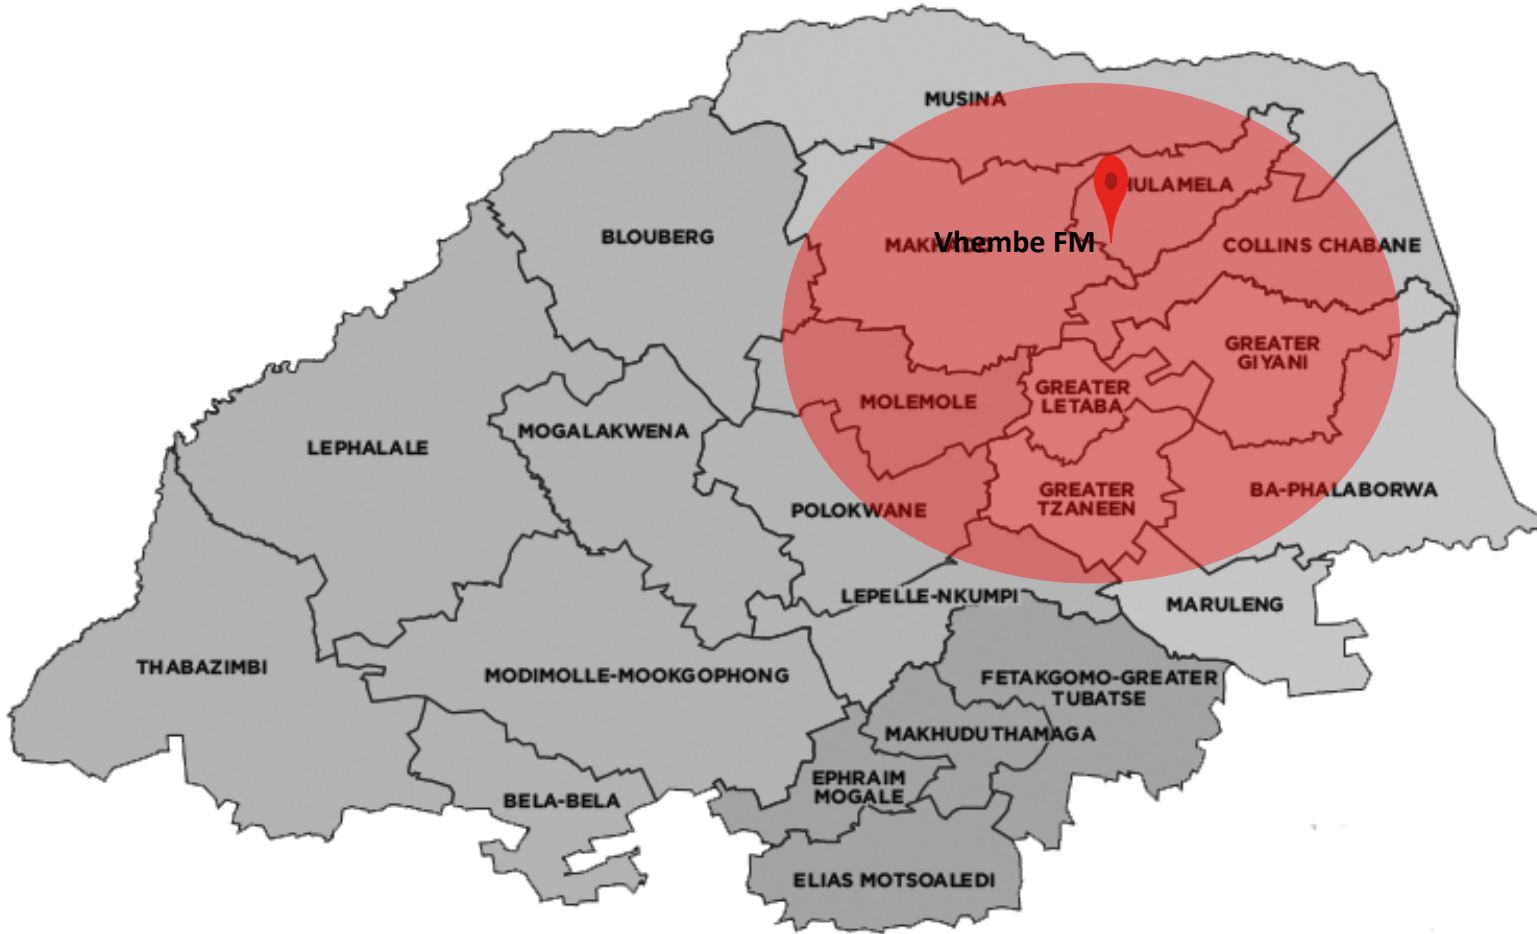 MUSINA
HULAMELA
BLOUBERG
Vhembe FM
COLLINS CHABANE
GREATER
GIYANI
GREATER
LETABA
MOLEMOLE
MOGALAKWENA
LEPHALALE
GREATER
TZANEEN
BA-PHALABORWA
POLOKWANE
LEPELLE-NKUMPI
MARULENG
THABAZIMBI
MODIMOLLE-MOOKGOPHONG
FETAKGOMO-GREATER
TUBATSE
MAKHUDUTHAMAGA
EPHRAIM
MOGALE
BELA-BELA
ELIAS MOTSOALEDI